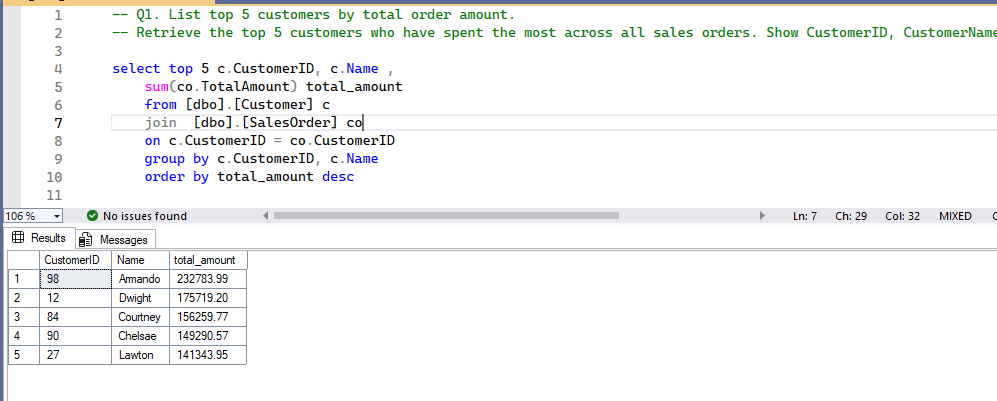 1 -- Q1. List top 5 customers by total order amount.
2 -- Retrieve the top 5 customers who have spent the most across all sales orders. Show CustomerID, CustomerName
3
4 select top 5 c.CustomerID, c.Name ,
5 sum(co.TotalAmount) total_amount
6 from [dbo].[Customer] c
7 join [dbo].[SalesOrder] co
8 on c.CustomerID = co.CustomerID
9 group by c.CustomerID, c.Name
10 order by total_amount desc
11
106 % No issues found Ln: 7 Ch: 29 Col: 32 MIXED
Results Messages
CustomerID Name total_amount
1 98 Amando 232783.99
2 12 Dwight 175719.20
3 84 Courtney 156259.77
4 90 Chelsae 149290.57
5 27 Lawton 141343.95